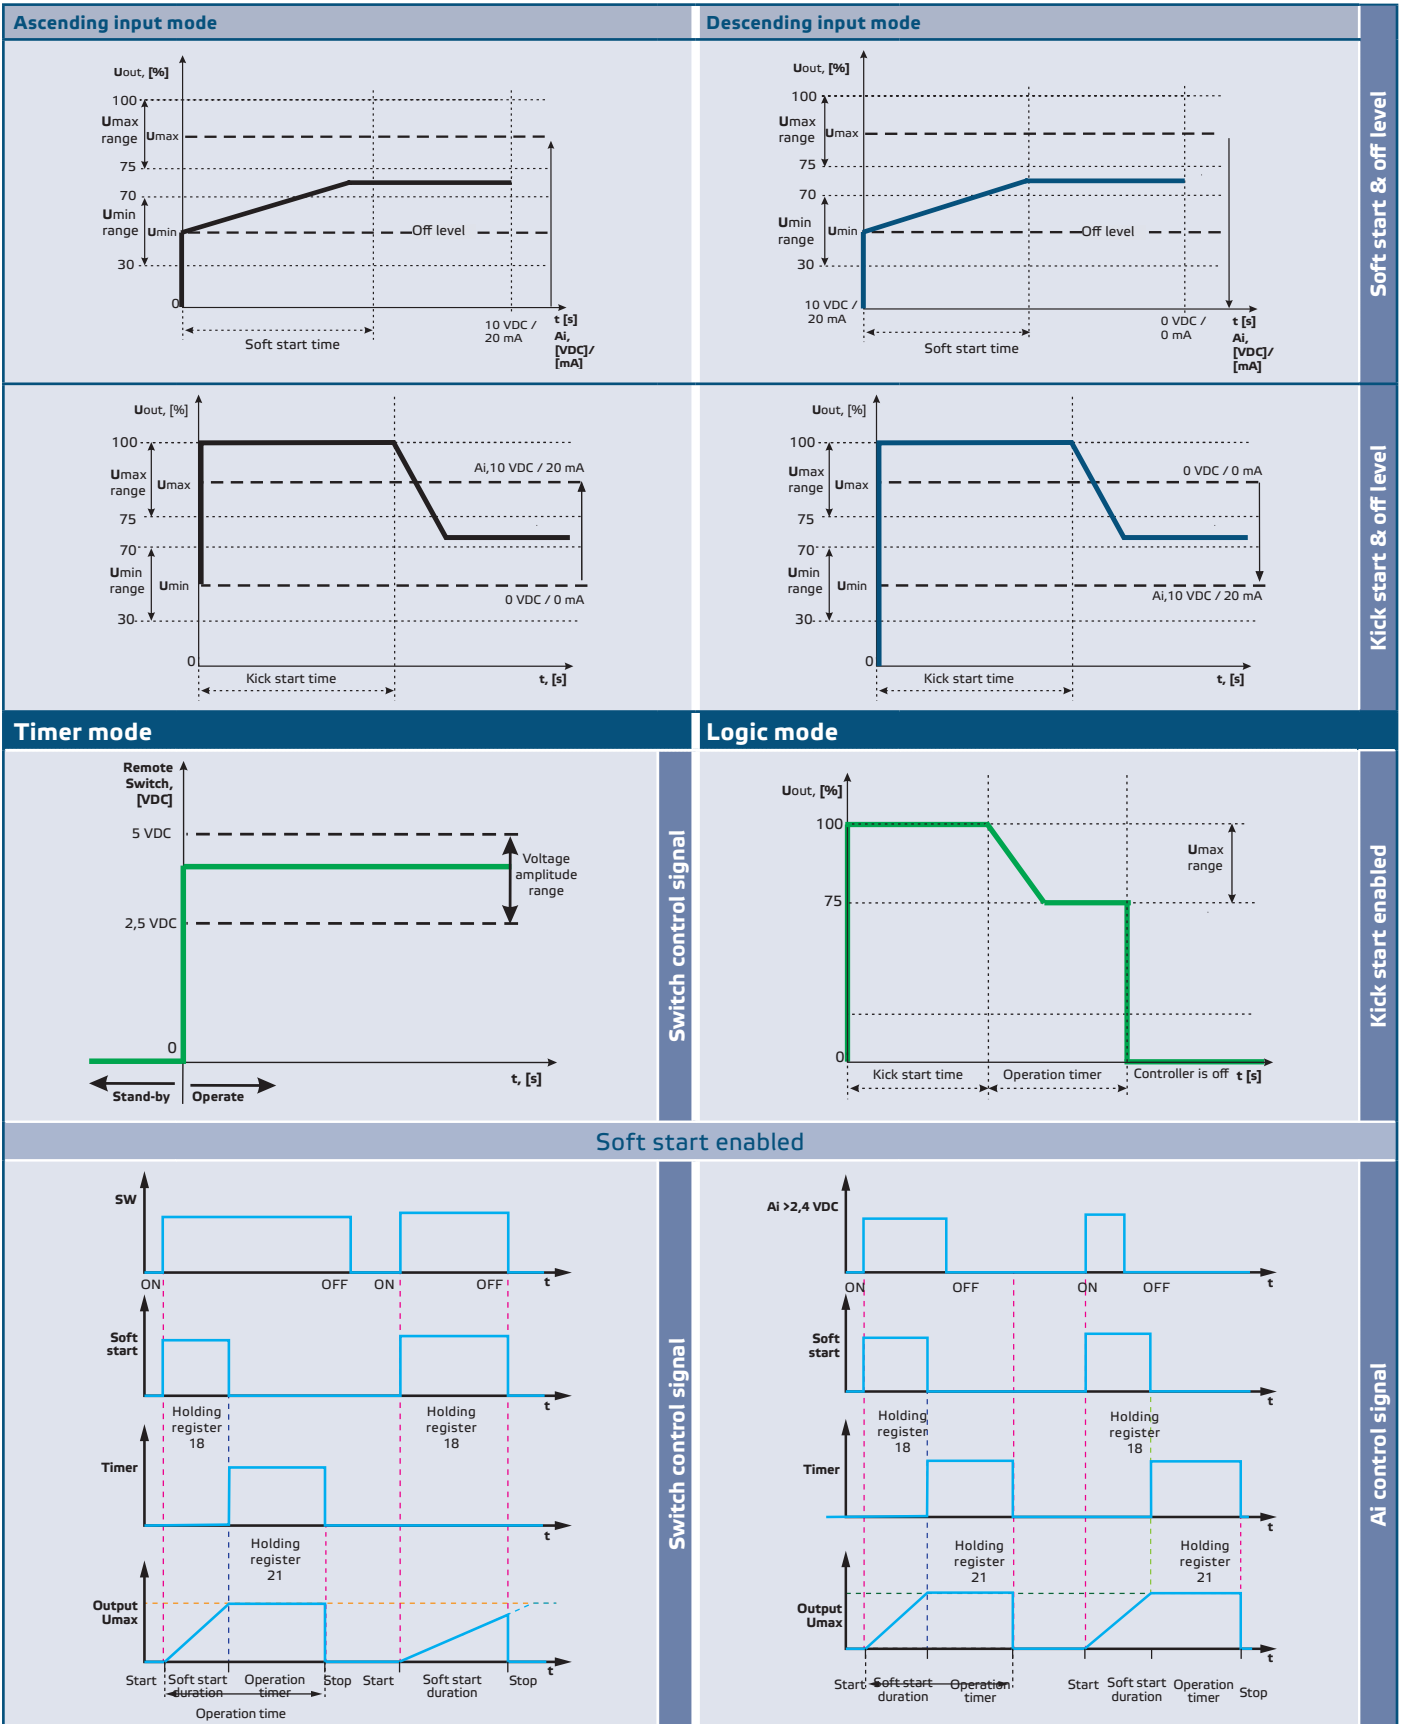 Ascending input mode
Descending input mode
Uout, [%]
100
Umax
range
Umax
75
70
Umin
range
Umin
Off level
30
0
Soft start time
10 VDC /
20 mA
t [s]
Ai,
[VDC]/
[mA]
Uout, [%]
100
Umax
range
Umax
75
70
Umin
range
Umin
Off level
30
10 VDC /
20 mA
Soft start time
0 VDC /
0 mA
t [s]
Ai,
[VDC]/
[mA]
Soft start & off level
Uout, [%]
100
Ai,10 VDC / 20 mA
Umax
range
Umax
75
70
Umin
range
Umin
0 VDC / 0 mA
30
0
Kick start time
t, [s]
Uout, [%]
100
0 VDC / 0 mA
Umax
range
Umax
75
70
Umin
range
Umin
Ai,10 VDC / 20 mA
30
0
Kick start time
t, [s]
Kick start & off level
Timer mode
Logic mode
Remote
Switch,
[VDC]
5 VDC
Voltage
amplitude
range
2,5 VDC
0
t, [s]
Stand-by
Operate
Switch control signal
Uout, [%]
100
Umax
range
75
0
Kick start time
Operation timer
Controller is off
t [s]
Kick start enabled
Soft start enabled
SW
ON
OFF
ON
OFF
t
Soft
start
t
Holding
register
18
Holding
register
18
Timer
t
Holding
register
21
Output
Umax
t
Start
Soft start
duration
Operation
timer
Stop
Start
Soft start
duration
Stop
Operation time
Switch control signal
Ai >2,4 VDC
ON
OFF
ON
OFF
t
Soft
start
t
Holding
register
18
Holding
register
18
Timer
t
Holding
register
21
Holding
register
21
Output
Umax
t
Start
Soft start
duration
Operation
timer
Start
Soft start
duration
Operation
timer
Stop
Ai control signal